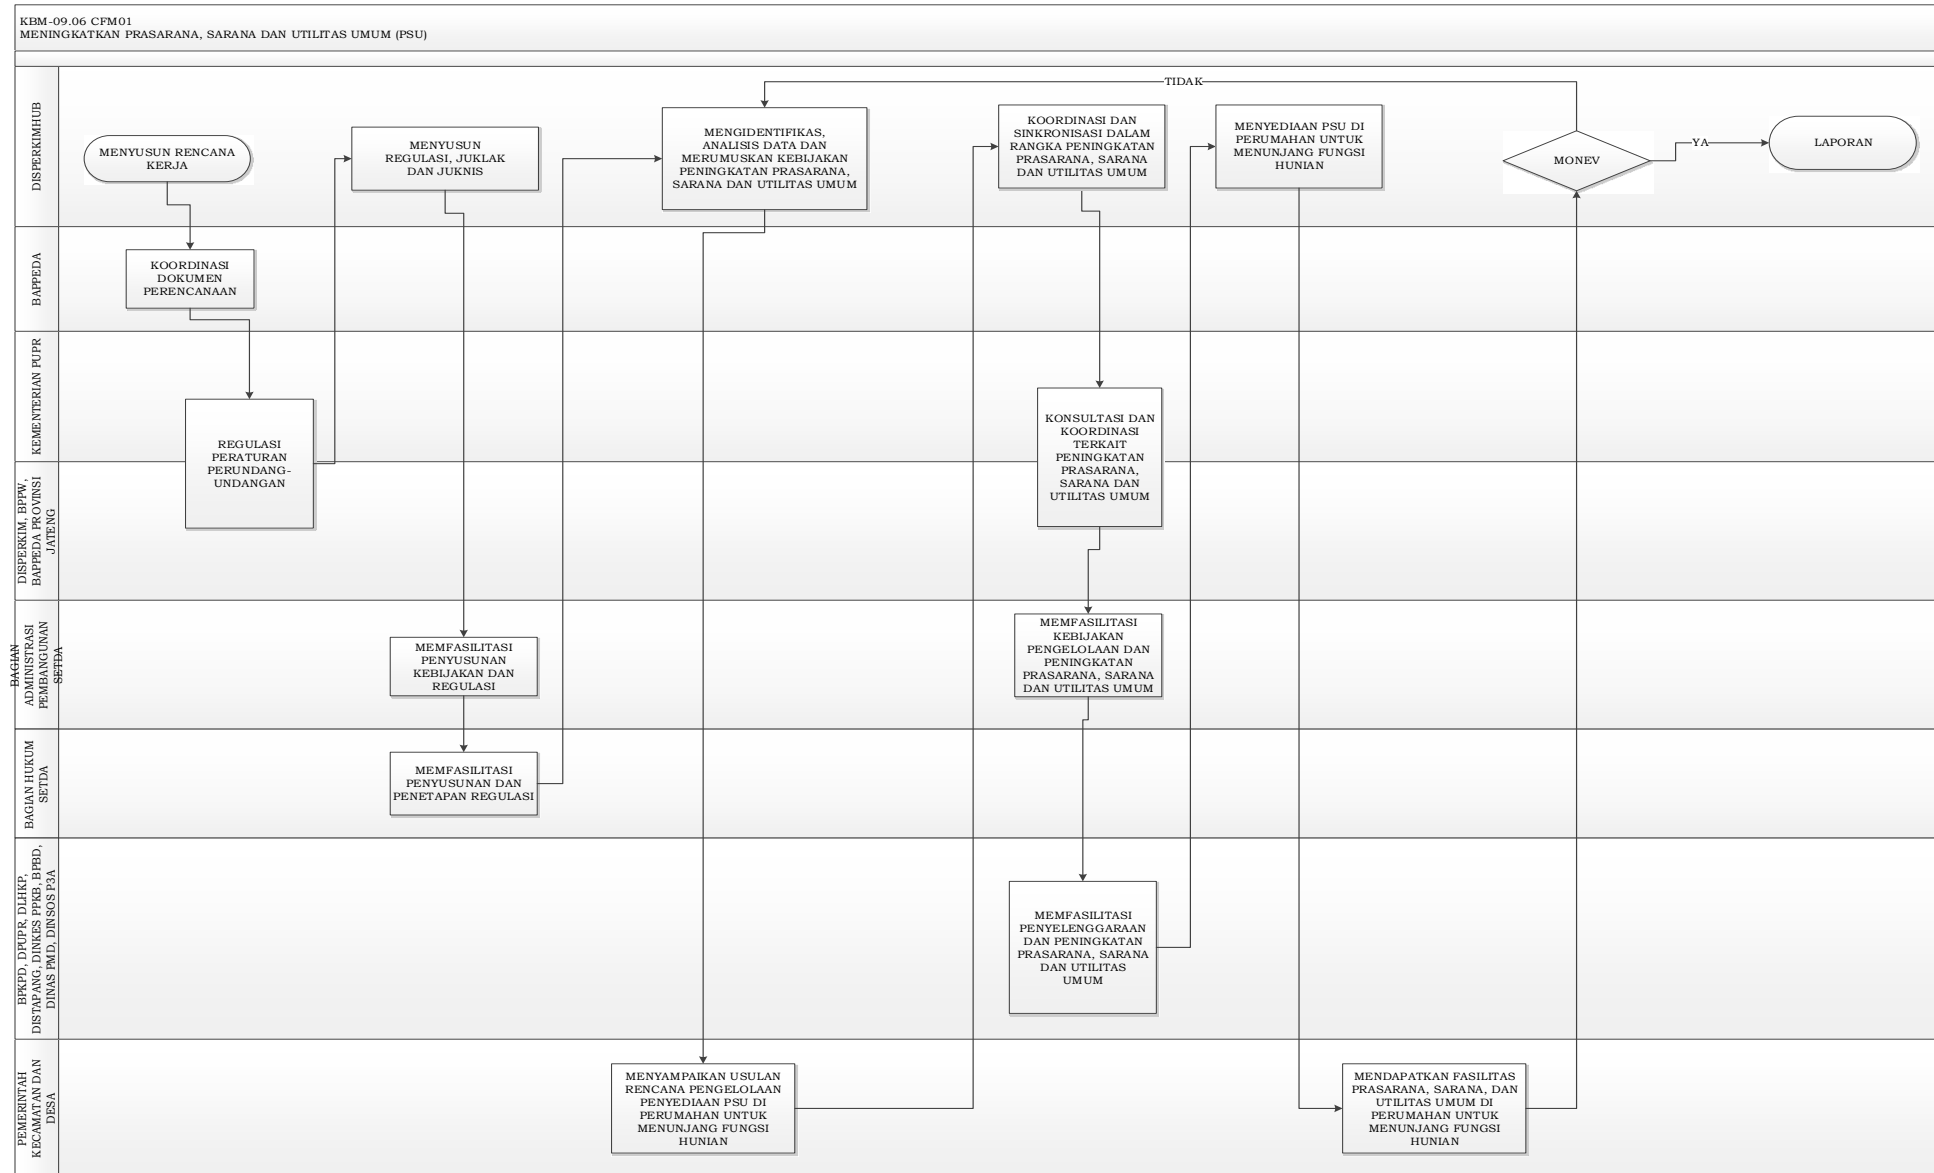 KBM-09.06 CFM01
MENINGKATKAN PRASARANA, SARANA DAN UTILITAS UMUM (PSU)
DISPERKIMHUB
MENYUSUN RENCANA
KERJA
MENYUSUN
REGULASI, JUKLAK
DAN JUKNIS
MENGIDENTIFIKAS,
ANALISIS DATA DAN
MERUMUSKAN KEBIJAKAN
PENINGKATAN PRASARANA,
SARANA DAN UTILITAS UMUM
KOORDINASI DAN
SINKRONISASI DALAM
RANGKA PENINGKATAN
PRASARANA, SARANA
DAN UTILITAS UMUM
MENYEDIAAN PSU DI
PERUMAHAN UNTUK
MENUNJANG FUNGSI
HUNIAN
TIDAK
MONEV
YA
LAPORAN
BAPPEDA
KOORDINASI
DOKUMEN
PERENCANAAN
KEMENTERIAN PUPR
REGULASI
PERATURAN
PERUNDANG-
UNDANGAN
KONSULTASI DAN
KOORDINASI
TERKAIT
PENINGKATAN
PRASARANA,
SARANA DAN
UTILITAS UMUM
DISPERKIM, BPPW,
BAPPEDA PROVINSI
JATENG
BAGIAN
ADMINISTRASI
PEMBANGUNAN
SETDA
MEMFASILITASI
PENYUSUNAN
KEBIJAKAN DAN
REGULASI
MEMFASILITASI
KEBIJAKAN
PENGELOLAAN DAN
PENINGKATAN
PRASARANA, SARANA
DAN UTILITAS UMUM
BAGIAN HUKUM
SETDA
MEMFASILITASI
PENYUSUNAN DAN
PENETAPAN REGULASI
BPKPD, DPUPR, DLHKP,
DISTAPANG, DINKES PPKB, BPBD,
DINAS PMD, DINSOS P3A
MEMFASILITASI
PENYELENGGARAAN
DAN PENINGKATAN
PRASARANA, SARANA
DAN UTILITAS
UMUM
PEMERINTAH
KECAMATAN DAN
DESA
MENYAMPAIKAN USULAN
RENCANA PENGELOLAAN
PENYEDIAAN PSU DI
PERUMAHAN UNTUK
MENUNJANG FUNGSI
HUNIAN
MENDAPATKAN FASILITAS
PRASARANA, SARANA, DAN
UTILITAS UMUM DI
PERUMAHAN UNTUK
MENUNJANG FUNGSI
HUNIAN